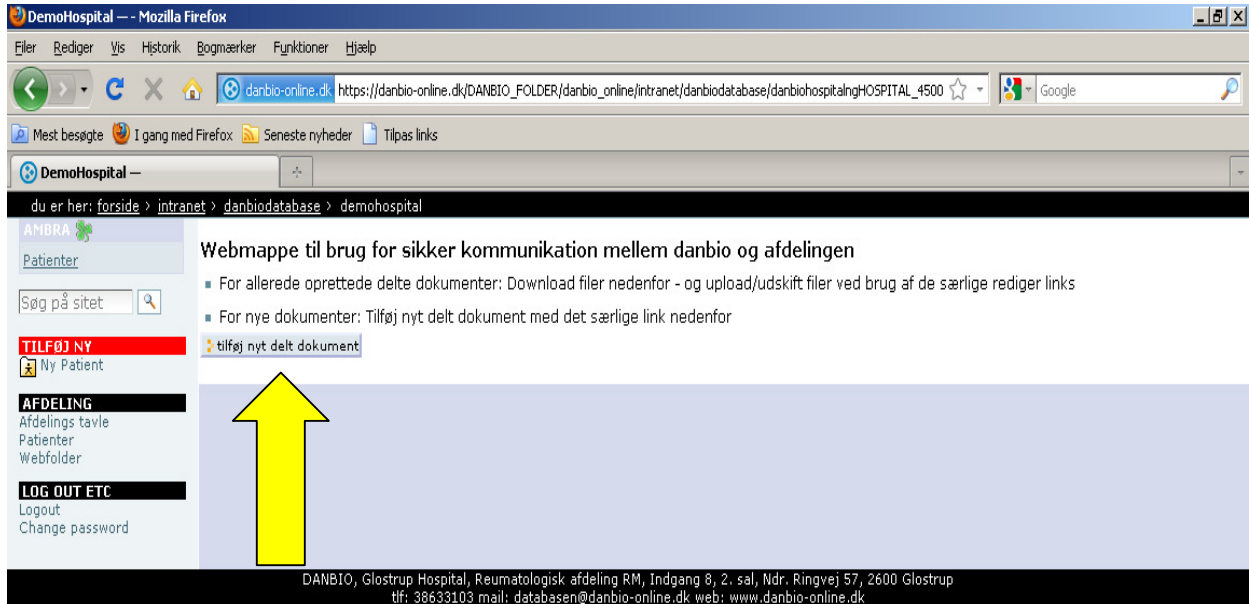 DemoHospital — - Mozilla Firefox
Filer Rediger Vis Historik Bogmærker Funktioner Hjælp
danbio-online.dk https://danbio-online.dk/DANBIO_FOLDER/danbio_online/intranet/danbiodatabase/danbiohospitalngHOSPITAL_4500 Google
Mest besøgte I gang med Firefox Seneste nyheder Tilpas links
DemoHospital —
du er her: forside > intranet > danbiodatabase > demohospital
AMBRA
Patienter
Søg på sitet
TILFØJ NY
Ny Patient
AFDELING
Afdelings tavle
Patienter
Webfolder
LOG OUT ETC
Logout
Change password
Webmappe til brug for sikker kommunikation mellem danbio og afdelingen
For allerede oprettede delte dokumenter: Download filer nedenfor - og upload/udskift filer ved brug af de særlige rediger links
For nye dokumenter: Tilføj nyt delt dokument med det særlige link nedenfor
tilføj nyt delt dokument
DANBIO, Glostrup Hospital, Reumatologisk afdeling RM, Indgang 8, 2. sal, Ndr. Ringvej 57, 2600 Glostrup
tlf: 38633103 mail: databasen@danbio-online.dk web: www.danbio-online.dk